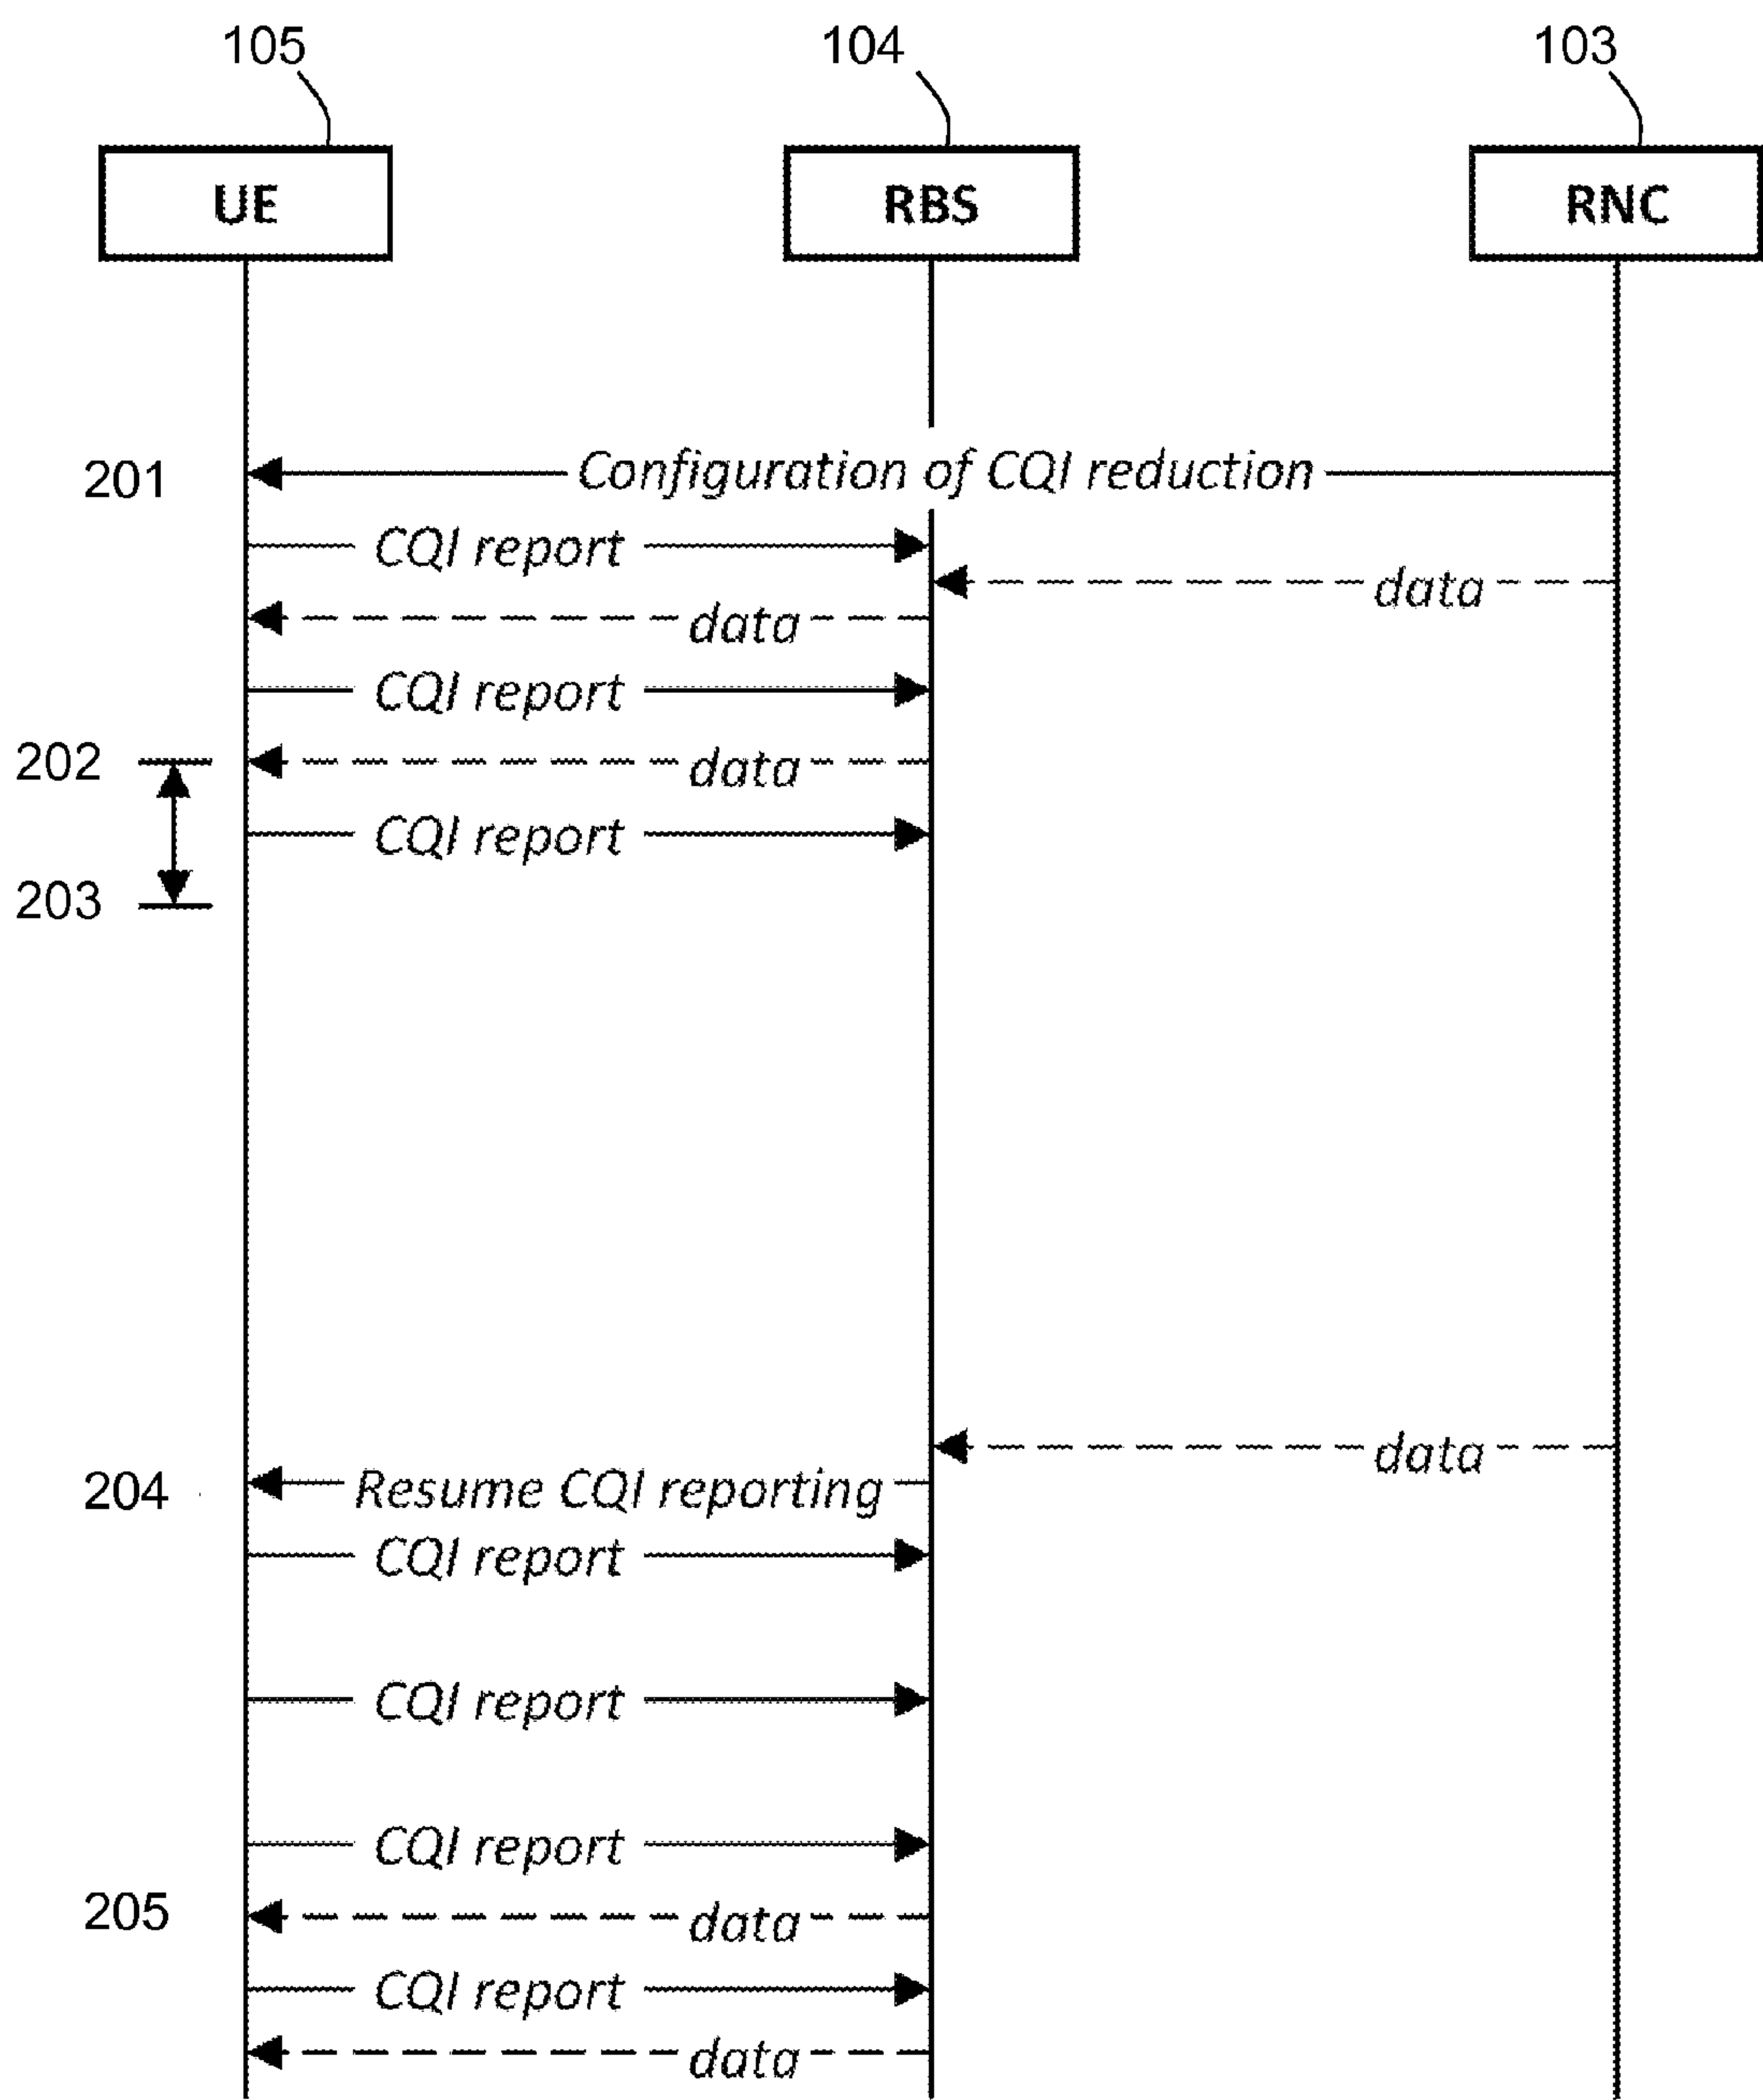 105 104 103
UE RBS RNC
201 Configuration of CQI reduction
CQI report
data
data
CQI report
202 data
CQI report
203
data
204 Resume CQI reporting
CQI report
CQI report
CQI report
205 data
CQI report
data